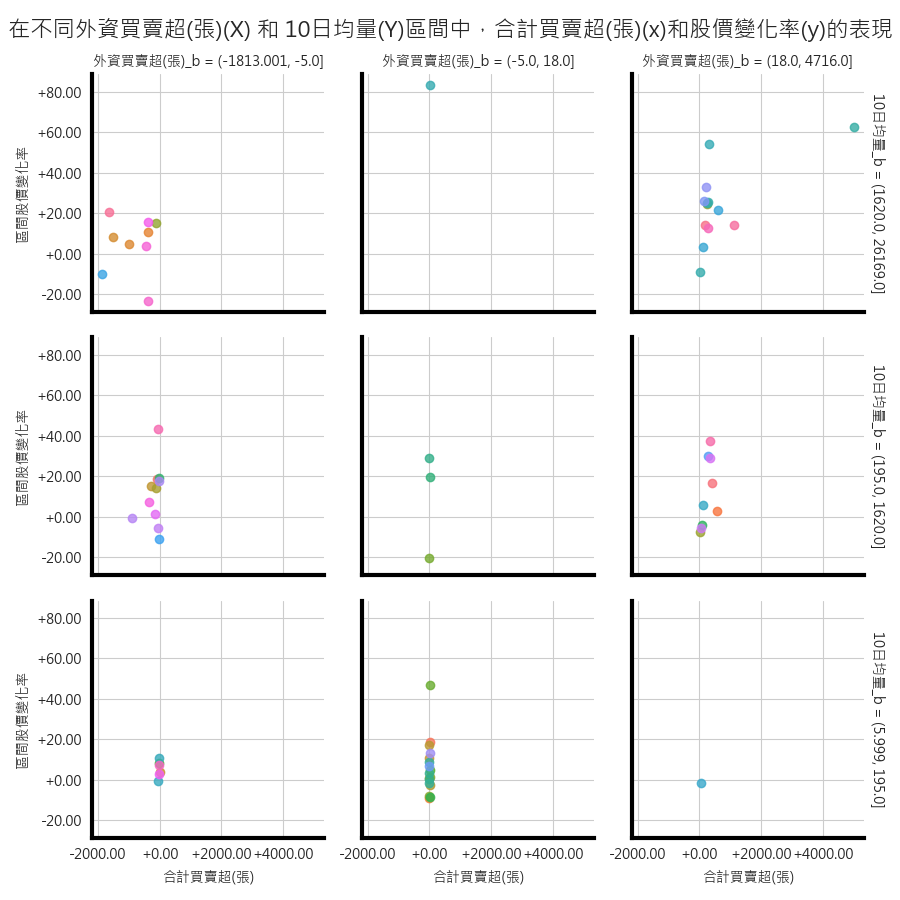 在不同外資買賣超(張)(X) 和 10日均量(Y)區間中，合計買賣超(張)(x)和股價變化率(y)的表現
外資買賣超(張)_b = (-1813.001, -5.0]
外資買賣超(張)_b = (-5.0, 18.0]
外資買賣超(張)_b = (18.0, 4716.0]
+80.00
+60.00
+40.00
+20.00
+0.00
-20.00
區間股價變化率
10日均量_b = (1620.0, 26169.0]
+80.00
+60.00
+40.00
+20.00
+0.00
-20.00
區間股價變化率
10日均量_b = (195.0, 1620.0]
+80.00
+60.00
+40.00
+20.00
+0.00
-20.00
區間股價變化率
10日均量_b = (5.999, 195.0]
-2000.00 +0.00 +2000.00 +4000.00
-2000.00 +0.00 +2000.00 +4000.00
-2000.00 +0.00 +2000.00 +4000.00
合計買賣超(張)
合計買賣超(張)
合計買賣超(張)